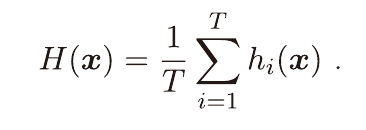 H(𝒙) = \frac{1}{T} \sum_{i=1}^{T} h_i(𝒙) .